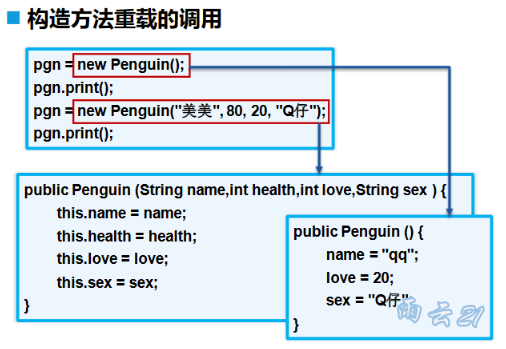 构造方法重载的调用
pgn = new Penguin();
pgn.print();
pgn = new Penguin("美美", 80, 20, "Q仔");
pgn.print();
public Penguin (String name,int health,int love,String sex ) {
this.name = name;
this.health = health;
this.love = love;
this.sex = sex;
}
public Penguin () {
name = "qq";
love = 20;
sex = "Q仔"
}
雨云21